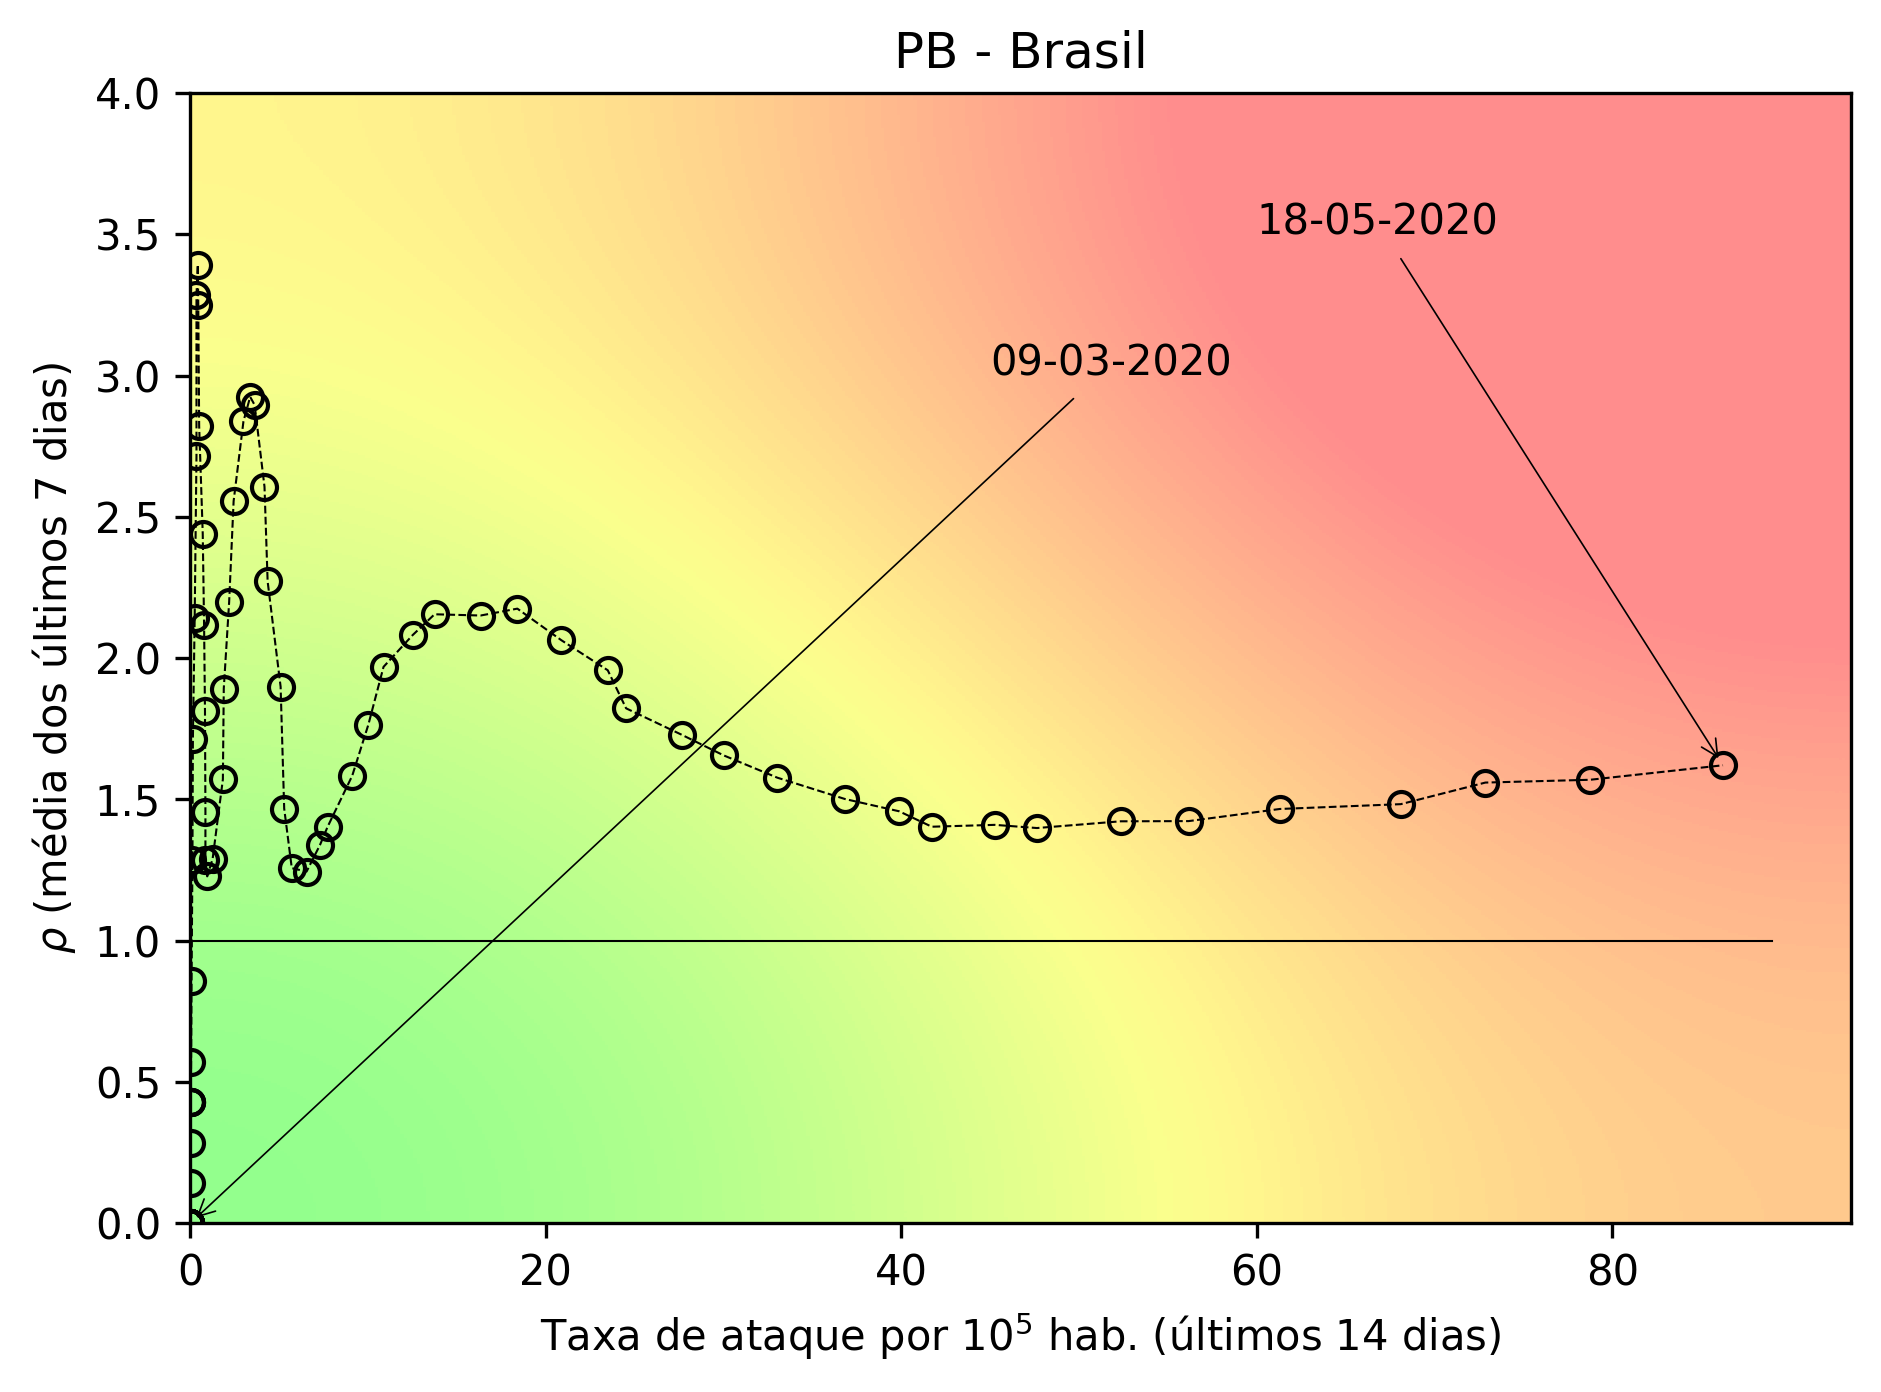 PB - Brasil
4.0
3.5
3.0
2.5
2.0
1.5
1.0
0.5
0.0
ρ (média dos últimos 7 dias)
18-05-2020
09-03-2020
0 20 40 60 80
Taxa de ataque por 10⁵ hab. (últimos 14 dias)